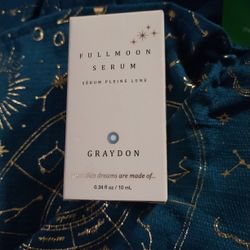 FULLMOON
SERUM
SÉRUM PLEINE LUNE
GRAYDON
dreams are made of...
0.34 fl oz / 10 mL